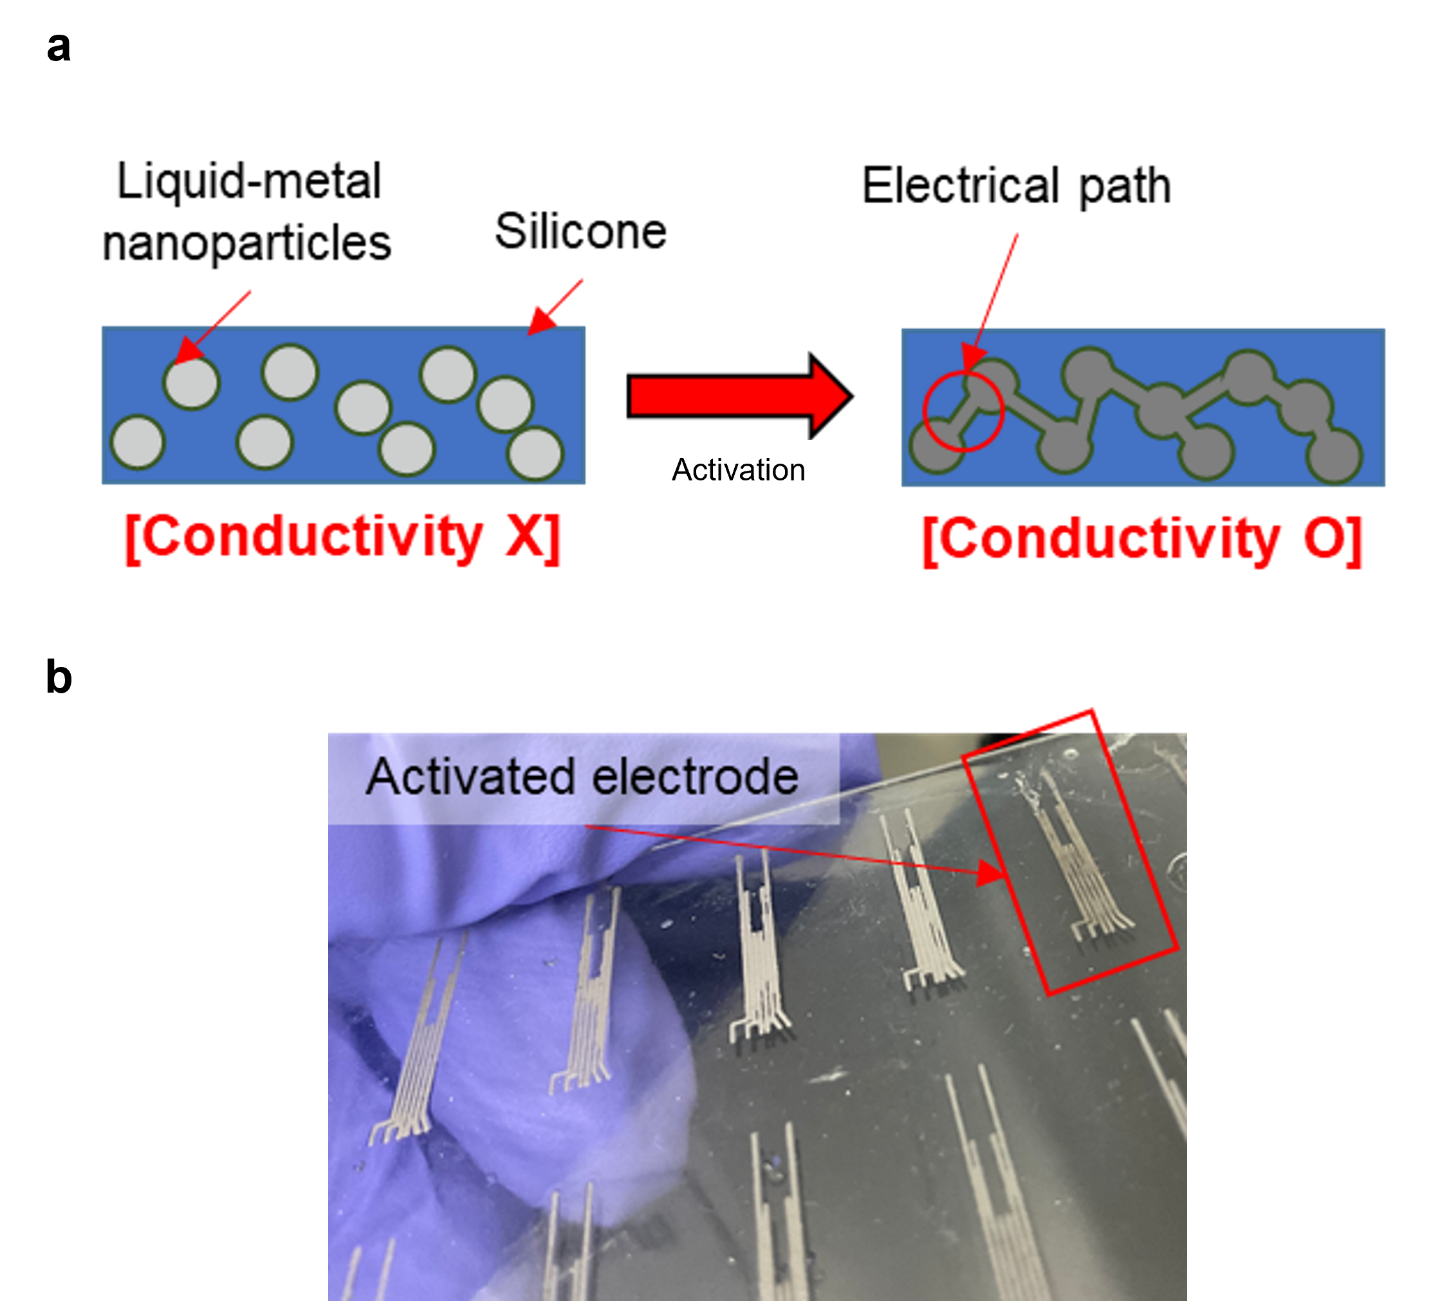 a
Liquid-metal
nanoparticles
Silicone
Electrical path
Activation
[Conductivity X]
[Conductivity O]
b
Activated electrode